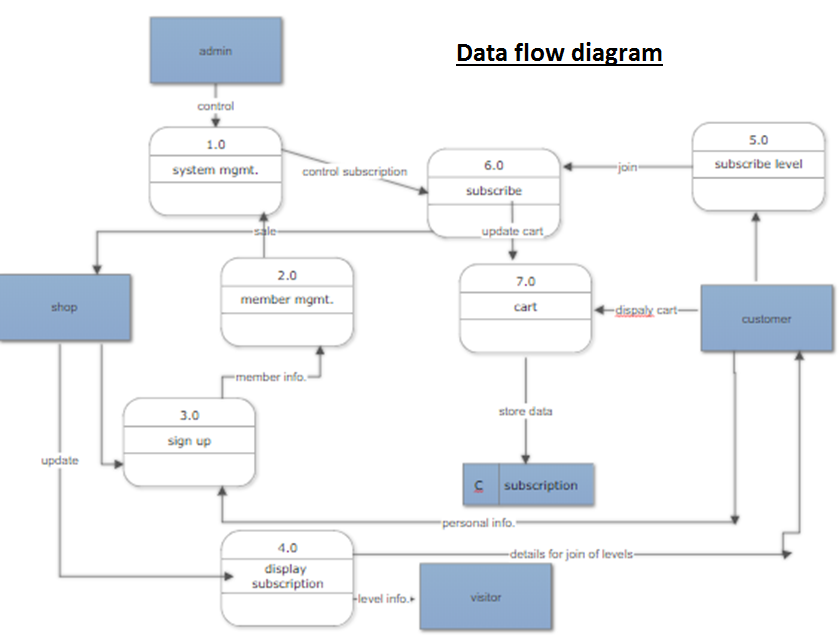 Data flow diagram
admin
control
1.0
system mgmt.
control subscription
6.0
subscribe
join
5.0
subscribe level
sale
update cart
2.0
member mgmt.
7.0
cart
shop
dispaly cart
customer
member info.
3.0
sign up
store data
update
C
subscription
personal info.
4.0
display
subscription
details for join of levels
level info.
visitor